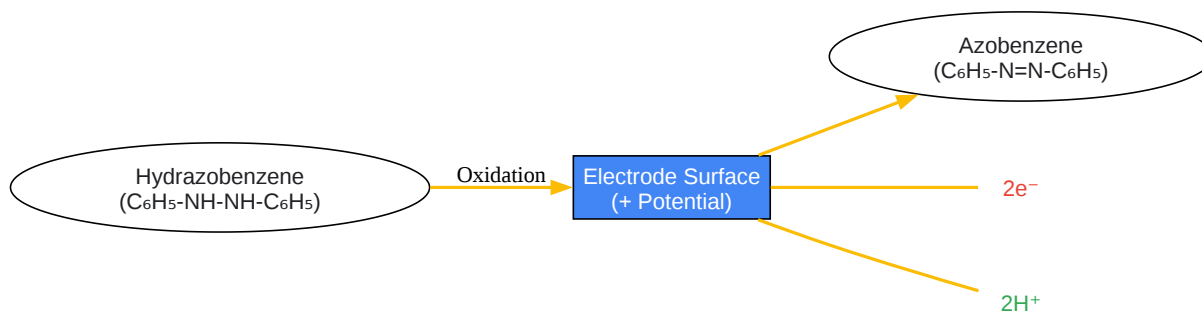 Azobenzene
(C₆H₅-N=N-C₆H₅)
Hydrazobenzene
(C₆H₅-NH-NH-C₆H₅)
Oxidation
Electrode Surface
(+ Potential)
2e⁻
2H⁺